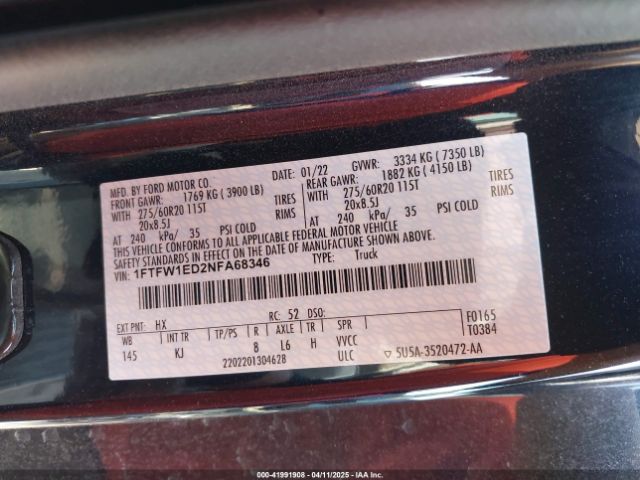 MFD. BY FORD MOTOR CO.
DATE: 01/22 GVWR: 3334 KG ( 7350 LB)
FRONT GAWR: 1769 KG ( 3900 LB) REAR GAWR: 1882 KG ( 4150 LB)
WITH 275/60R20 115T TIRES WITH 275/60R20 115T TIRES
20x8.5J RIMS 20x8.5J RIMS
AT 240 kPa/ 35 PSI COLD AT 240 kPa/ 35 PSI COLD
THIS VEHICLE CONFORMS TO ALL APPLICABLE FEDERAL MOTOR VEHICLE
SAFETY STANDARDS IN EFFECT ON THE DATE OF MANUFACTURE SHOWN ABOVE
VIN: 1FTFW1ED2NFA68346 TYPE: Truck
F0165
T0384
EXT PNT: HX RC: 52 DSO:
WB INT TR TP/PS R AXLE TR SPR
145 KJ 8 L6 H VVCC
2202201304628 ULC ▽ 5U5A-3520472-AA
000-41991908 - 04/11/2025 - IAA Inc.